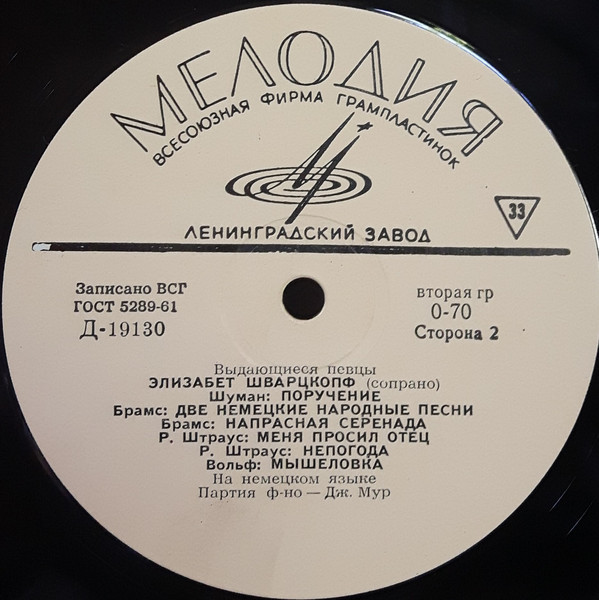 МЕЛОДИЯ
ВСЕСОЮЗНАЯ ФИРМА ГРАМПЛАСТИНОК
33
ЛЕНИНГРАДСКИЙ ЗАВОД
Записано ВСГ
ГОСТ 5289-61
Д-19130
вторая гр
0-70
Сторона 2
Выдающиеся певцы
ЭЛИЗАБЕТ ШВАРЦКОПФ (сопрано)
Шуман: ПОРУЧЕНИЕ
Брамс: ДВЕ НЕМЕЦКИЕ НАРОДНЫЕ ПЕСНИ
Брамс: НАПРАСНАЯ СЕРЕНАДА
Р. Штраус: МЕНЯ ПРОСИЛ ОТЕЦ
Р. Штраус: НЕПОГОДА
Вольф: МЫШЕЛОВКА
На немецком языке
Партия ф-но — Дж. Мур